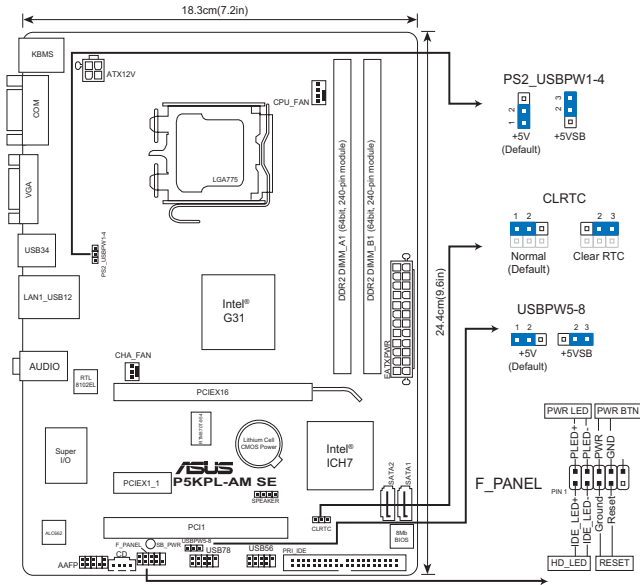 18.3cm(7.2in)
KBMS
ATX12V
COM
CPU_FAN
PS2_USBPW1-4
1 2
2 3
+5V
(Default)
+5VSB
LGA775
VGA
DDR2 DIMM_A1 (64bit, 240-pin module)
DDR2 DIMM_B1 (64bit, 240-pin module)
24.4cm(9.6in)
CLRTC
1 2
2 3
Normal
(Default)
Clear RTC
USB34
PS2_USBPW1-4
LAN1_USB12
Intel®
G31
EATXPWR
USBPW5-8
1 2
2 3
+5V
(Default)
+5VSB
AUDIO
CHA_FAN
RTL
8102EL
PCIEX16
Super
I/O
Lithium Cell
CMOS Power
Intel®
ICH7
ASUS
P5KPL-AM SE
PCIEX1_1
SPEAKER
SATA2
SATA1
PWR LED
PWR BTN
PLED+
PLED-
PWR
GND
F_PANEL
PIN 1
IDE_LED+
IDE_LED-
Ground
Reset
HD_LED
RESET
PCI1
CLRTC
8Mb
BIOS
ALC662
F_PANEL
SB_PWR
USBPW5-8
AAFP
CD
USB78
USB56
PRI_IDE